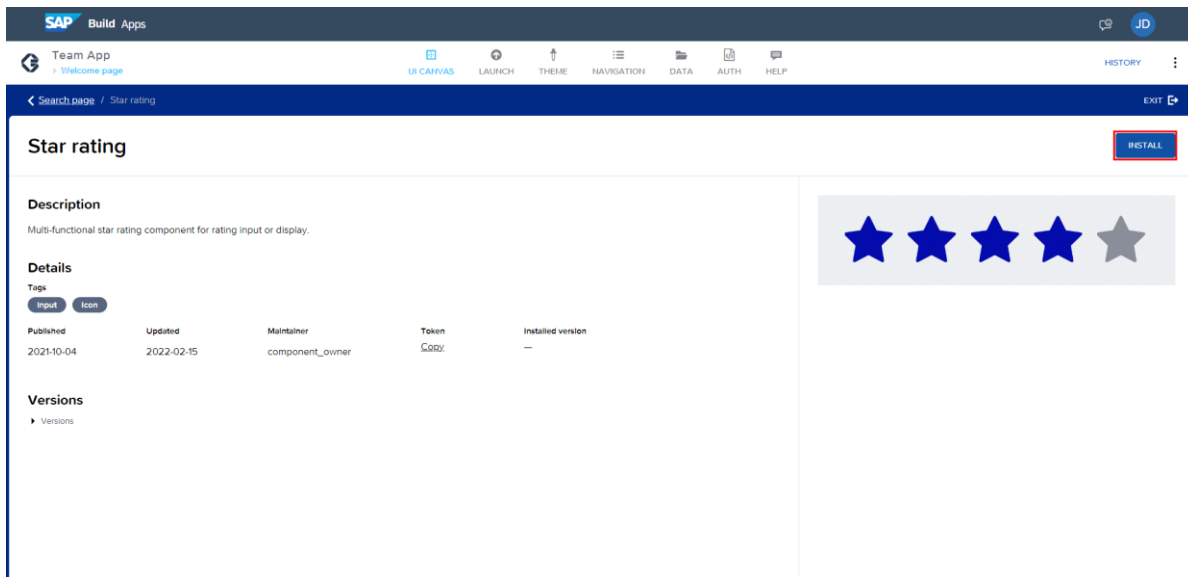 SAP Build Apps JD
Team App
Welcome page
UI CANVAS LAUNCH THEME NAVIGATION DATA AUTH HELP
HISTORY
Search page / Star rating EXIT
Star rating INSTALL
Description
Multi-functional star rating component for rating input or display.
Details
Tags
Input Icon
Published Updated Maintainer Token Installed version
2021-10-04 2022-02-15 component_owner Copy —
Versions
Versions